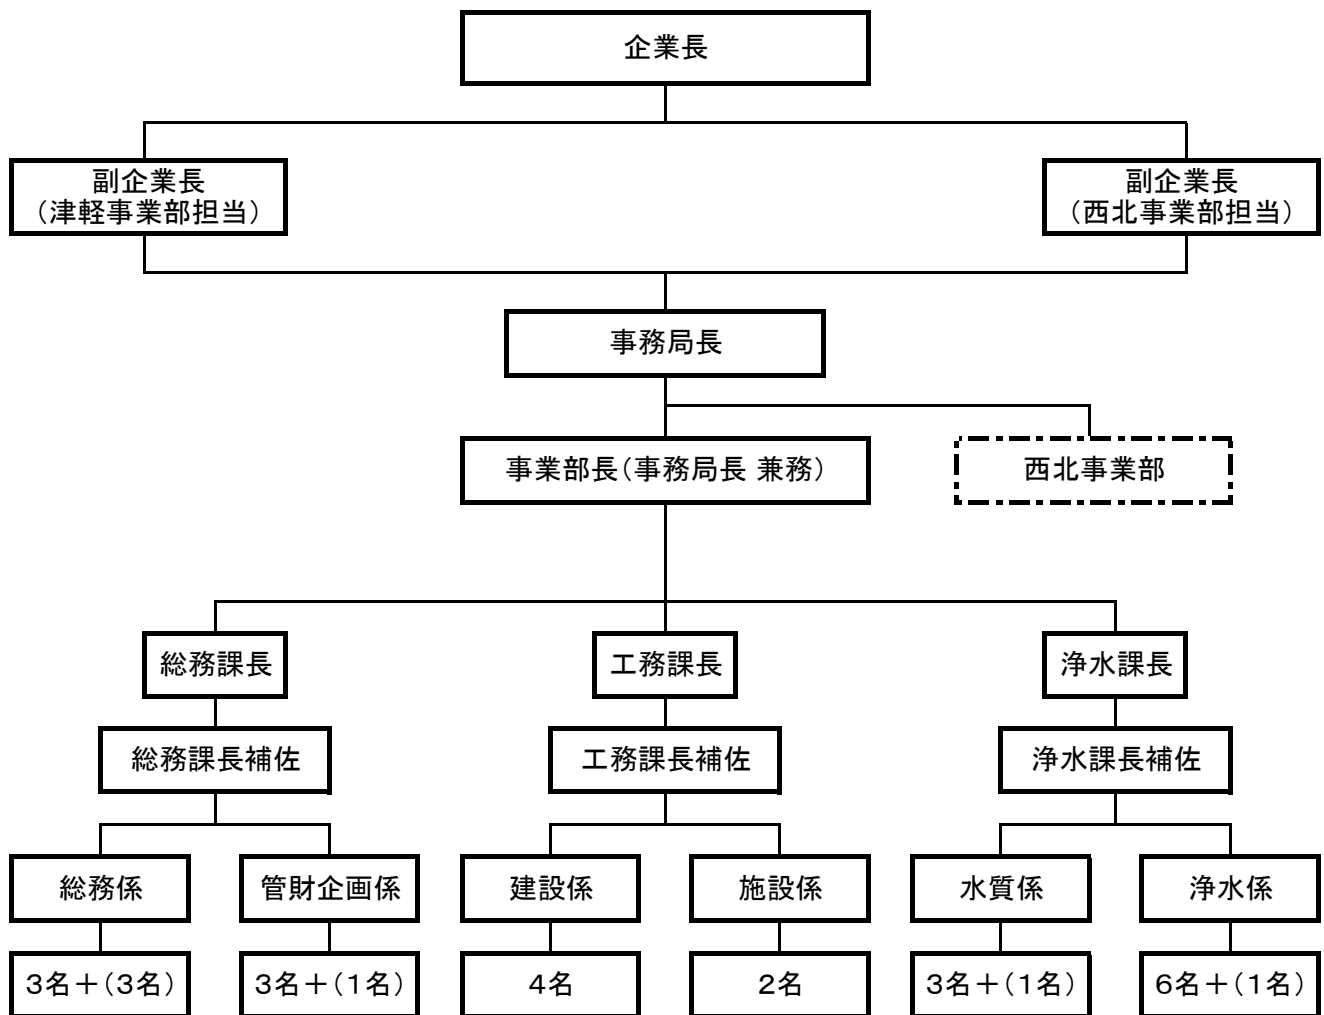 企業長
副企業長
（津軽事業部担当）
副企業長
（西北事業部担当）
事務局長
事業部長（事務局長 兼務）
西北事業部
総務課長
工務課長
浄水課長
総務課長補佐
工務課長補佐
浄水課長補佐
総務係
管財企画係
建設係
施設係
水質係
浄水係
3名＋（3名）
3名＋（1名）
4名
2名
3名＋（1名）
6名＋（1名）